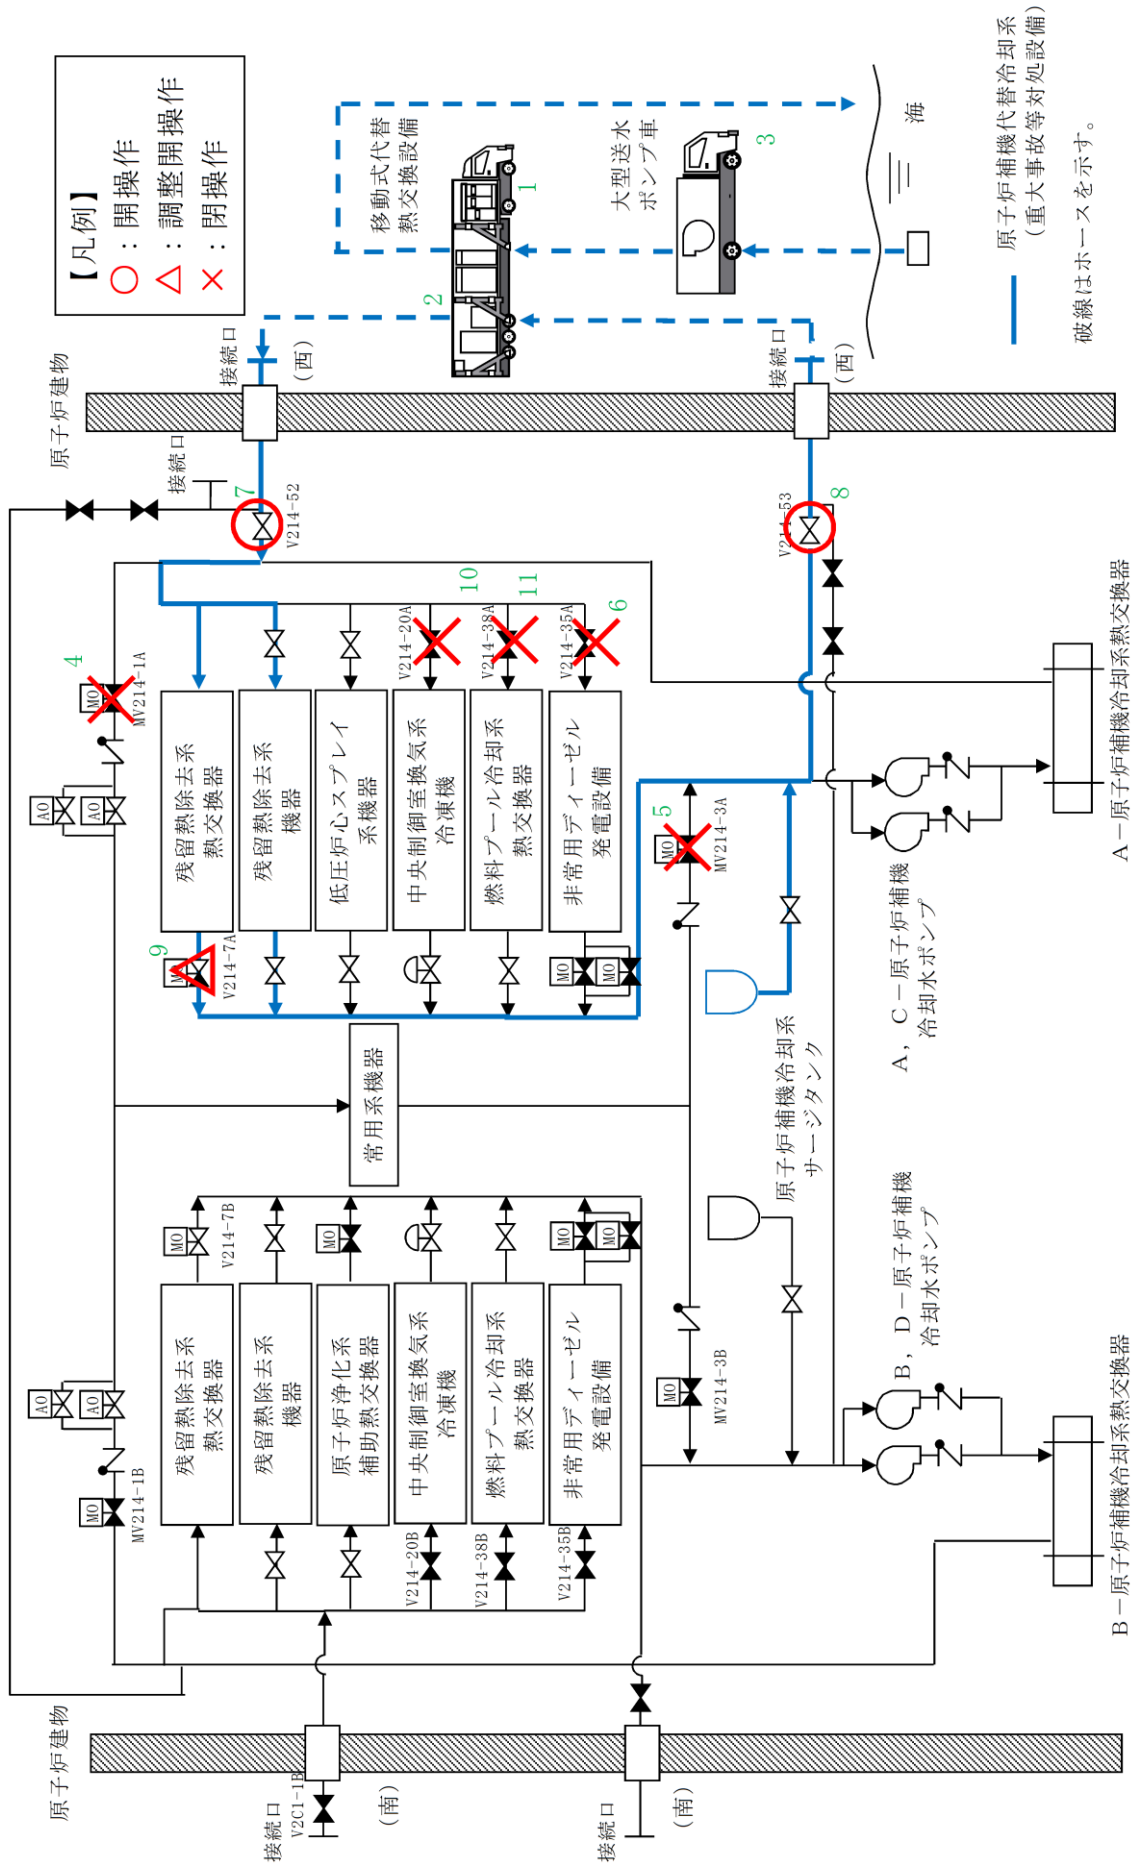 原子炉建物
原子炉建物
【凡例】
○：開操作
△：調整開操作
×：閉操作
接続口
V2C1-1B
(南)
接続口
(南)
AO
AO
MO
MV214-1B
残留熱除去系
熱交換器
残留熱除去系
機器
原子炉浄化系
補助熱交換器
中央制御室換気系
冷凍機
燃料プール冷却系
熱交換器
非常用ディーゼル
発電設備
V214-20B
V214-38B
V214-35B
MO
V214-7B
MO
MO
MO
MO
MV214-3B
常用系機器
AO
AO
MO
MV214-1A
4
9
V214-7A
残留熱除去系
熱交換器
残留熱除去系
機器
低圧炉心スプレイ
系機器
中央制御室換気系
冷凍機
燃料プール冷却系
熱交換器
非常用ディーゼル
発電設備
MO
MO
V214-20A
10
V214-38A
11
V214-35A
6
MO
5
MV214-3A
原子炉補機冷却系
サージタンク
接続口
7
V214-52
V214-53
8
接続口
(西)
接続口
(西)
移動式代替
熱交換設備
1
2
大型送水
ポンプ車
3
海
B，D－原子炉補機
冷却水ポンプ
A，C－原子炉補機
冷却水ポンプ
B－原子炉補機冷却系熱交換器
A－原子炉補機冷却系熱交換器
原子炉補機代替冷却系
(重大事故等対処設備)
破線はホースを示す。